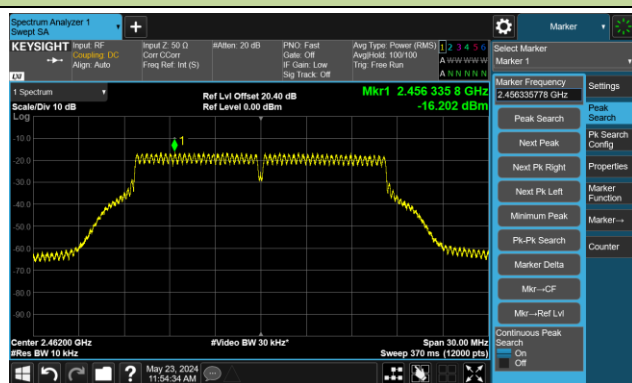 Spectrum Analyzer 1
Swept SA
Marker
KEYSIGHT
Input: RF
Coupling: DC
Align: Auto
Input Z: 50 Ω
Corr CCorr
Freq Ref: Int (S)
#Atten: 20 dB
PNO: Fast
Gate: Off
IF Gain: Low
Sig Track: Off
Avg Type: Power (RMS)
Avg|Hold: 100/100
Trig: Free Run
1 2 3 4 5 6
A W W W W W
A N N N N N
LXI
1 Spectrum
Scale/Div 10 dB
Log
Ref Lvl Offset 20.40 dB
Ref Level 0.00 dBm
Mkr1 2.456 335 8 GHz
-16.202 dBm
1
-10.0
-20.0
-30.0
-40.0
-50.0
-60.0
-70.0
-80.0
-90.0
Center 2.46200 GHz
#Res BW 10 kHz
#Video BW 30 kHz*
Span 30.00 MHz
Sweep 370 ms (12000 pts)
May 23, 2024
11:54:34 AM
Select Marker
Marker 1
Marker Frequency
2.456335778 GHz
Peak Search
Next Peak
Next Pk Right
Next Pk Left
Minimum Peak
Pk-Pk Search
Marker Delta
Mkr→CF
Mkr→Ref Lvl
Continuous Peak
Search
On
Off
Settings
Peak
Search
Pk Search
Config
Properties
Marker
Function
Marker→
Counter